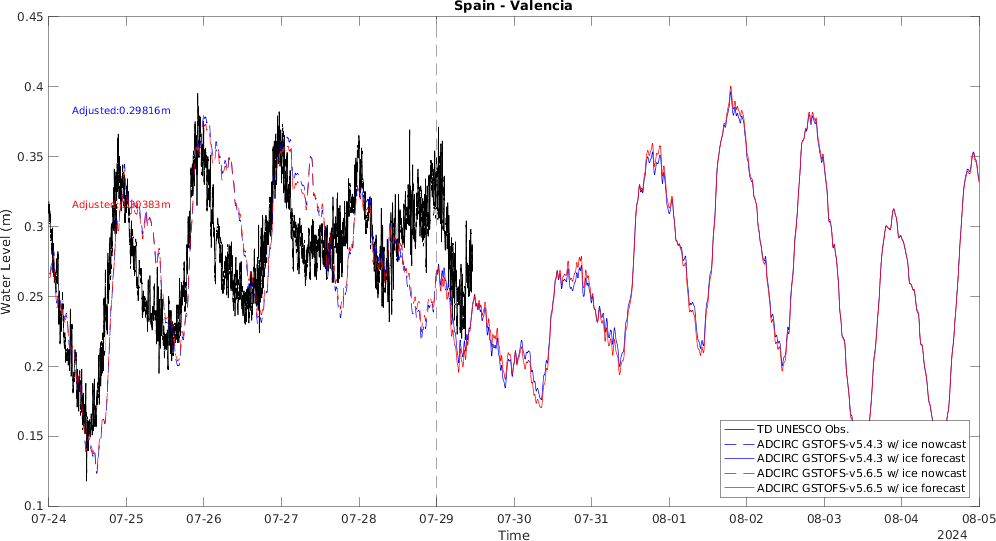 Spain - Valencia
0.45
0.4
0.35
0.3
0.25
0.2
0.15
0.1
Water Level (m)
Adjusted:0.29816m
Adjusted:0.30383m
TD UNESCO Obs.
ADCIRC GSTOFS-v5.4.3 w/ ice nowcast
ADCIRC GSTOFS-v5.4.3 w/ ice forecast
ADCIRC GSTOFS-v5.6.5 w/ ice nowcast
ADCIRC GSTOFS-v5.6.5 w/ ice forecast
07-24 07-25 07-26 07-27 07-28 07-29 07-30 07-31 08-01 08-02 08-03 08-04 08-05
Time
2024